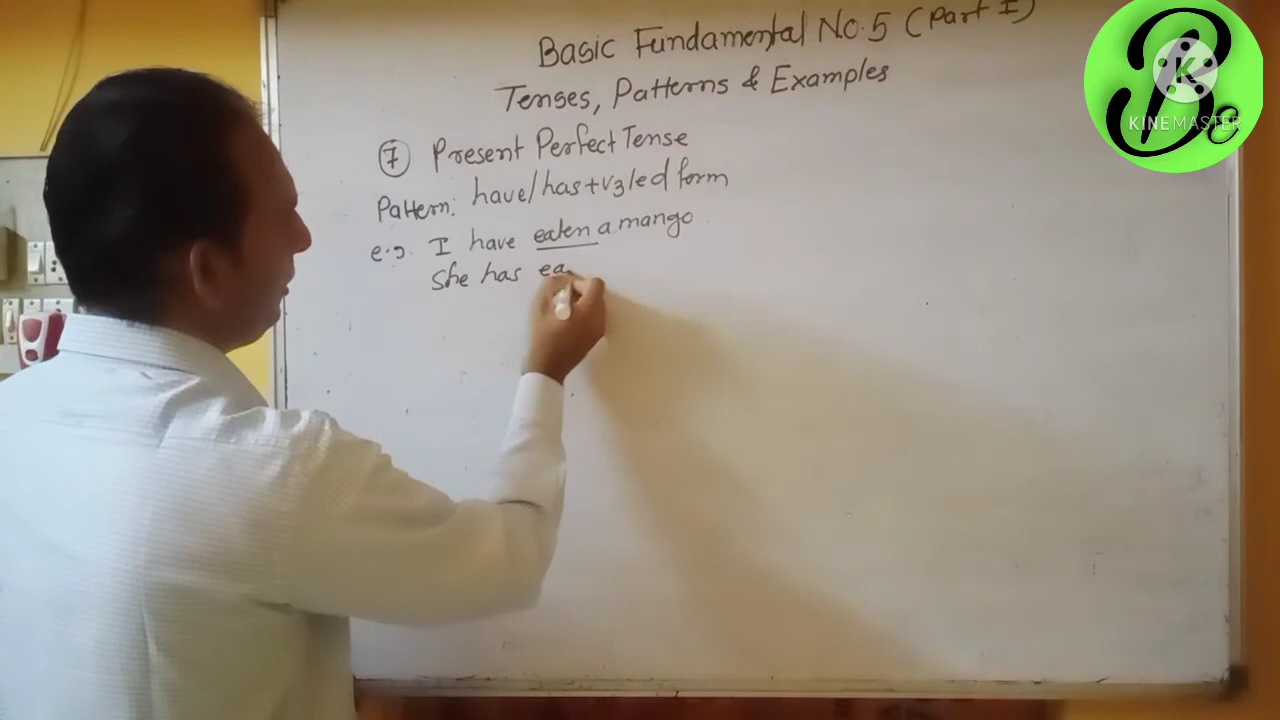 Basic Fundamental No.5 (Part I)
Tenses, Patterns & Examples
7 Present Perfect Tense
Pattern: have/has+V3/ed form
e.g. I have eaten a mango.
She has ea
B
KINEMASTER